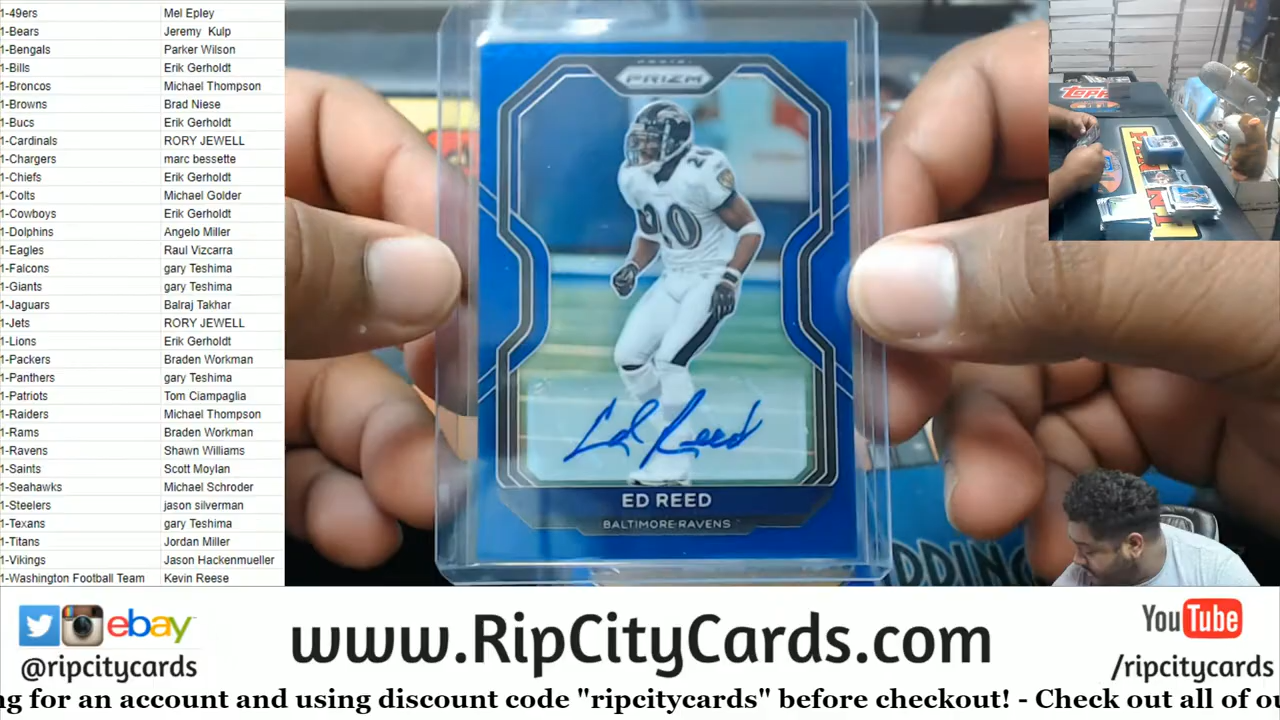 1-49ers Mel Epley
1-Bears Jeremy Kulp
1-Bengals Parker Wilson
1-Bills Erik Gerholdt
1-Broncos Michael Thompson
1-Browns Brad Niese
1-Bucs Erik Gerholdt
1-Cardinals RORY JEWELL
1-Chargers marc bessette
1-Chiefs Erik Gerholdt
1-Colts Michael Golder
1-Cowboys Erik Gerholdt
1-Dolphins Angelo Miller
1-Eagles Raul Vizcarra
1-Falcons gary Teshima
1-Giants gary Teshima
1-Jaguars Balraj Takhar
1-Jets RORY JEWELL
1-Lions Erik Gerholdt
1-Packers Braden Workman
1-Panthers gary Teshima
1-Patriots Tom Ciampaglia
1-Raiders Michael Thompson
1-Rams Braden Workman
1-Ravens Shawn Williams
1-Saints Scott Moylan
1-Seahawks Michael Schroder
1-Steelers jason silverman
1-Texans gary Teshima
1-Titans Jordan Miller
1-Vikings Jason Hackenmueller
1-Washington Football Team Kevin Reese
PANINI
PRIZM
20
20
Ed Reed
ED REED
BALTIMORE RAVENS
TOPPS
PANINI
ebay
@ripcitycards
www.RipCityCards.com
YouTube
/ripcitycards
ng for an account and using discount code "ripcitycards" before checkout! - Check out all of ou